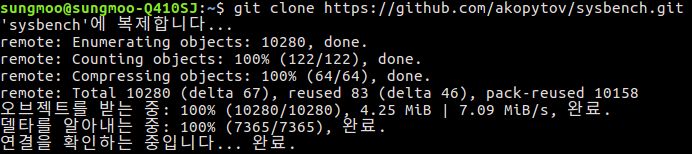 sungmoo@sungmoo-Q410SJ:~$ git clone https://github.com/akopytov/sysbench.git
'sysbench'에 복제합니다...
remote: Enumerating objects: 10280, done.
remote: Counting objects: 100% (122/122), done.
remote: Compressing objects: 100% (64/64), done.
remote: Total 10280 (delta 67), reused 83 (delta 46), pack-reused 10158
오브젝트를 받는 중: 100% (10280/10280), 4.25 MiB | 7.09 MiB/s, 완료.
델타를 알아내는 중: 100% (7365/7365), 완료.
연결을 확인하는 중입니다... 완료.